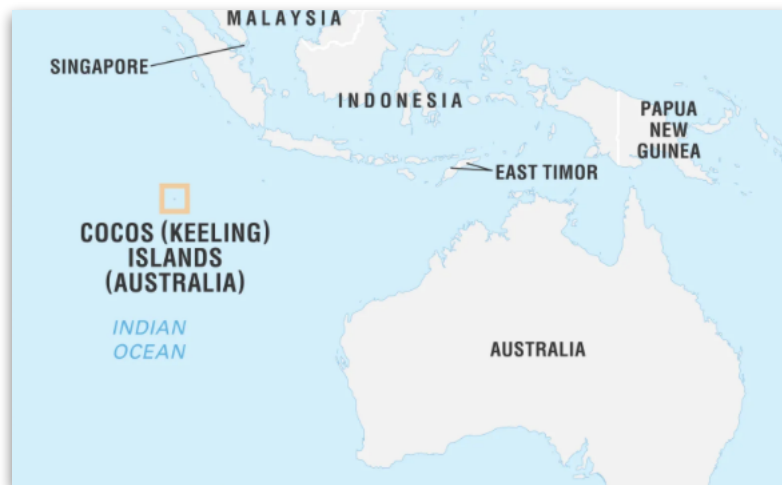 MALAYSIA
SINGAPORE
INDONESIA
PAPUA
NEW
GUINEA
EAST TIMOR
COCOS (KEELING)
ISLANDS
(AUSTRALIA)
INDIAN
OCEAN
AUSTRALIA